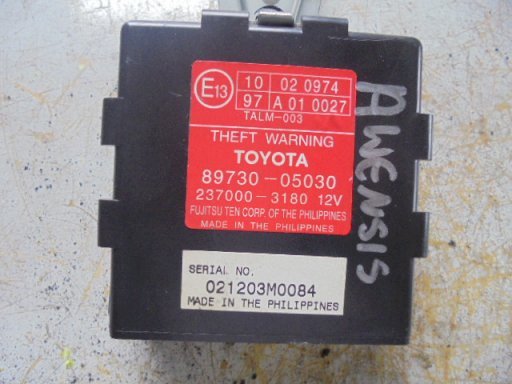 E13
10 02 0974
97 A 01 0027
TALM-003
THEFT WARNING
TOYOTA
89730-05030
237000-3180 12V
FUJITSU TEN CORP. OF THE PHILIPPINES
MADE IN THE PHILIPPINES
SERIAL NO.
021203M0084
MADE IN THE PHILIPPINES
AWENSIS